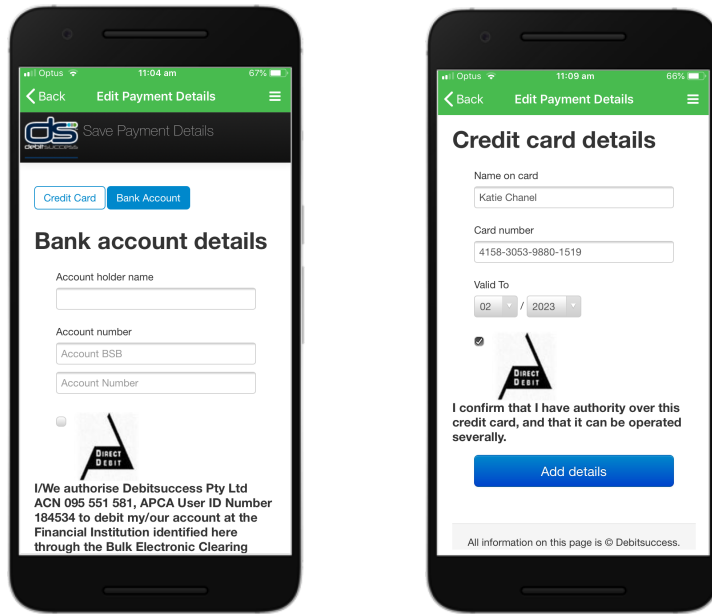 Optus 11:04 am 67%
Back Edit Payment Details
ds
debitsuccess
Save Payment Details
Credit Card Bank Account
Bank account details
Account holder name
Account number
Account BSB
Account Number
DIRECT
DEBIT
I/We authorise Debitsuccess Pty Ltd
ACN 095 551 581, APCA User ID Number
184534 to debit my/our account at the
Financial Institution identified here
through the Bulk Electronic Clearing
Optus 11:09 am 66%
Back Edit Payment Details
Credit card details
Name on card
Katie Chanel
Card number
4158-3053-9880-1519
Valid To
02 / 2023
DIRECT
DEBIT
I confirm that I have authority over this
credit card, and that it can be operated
severally.
Add details
All information on this page is © Debitsuccess.